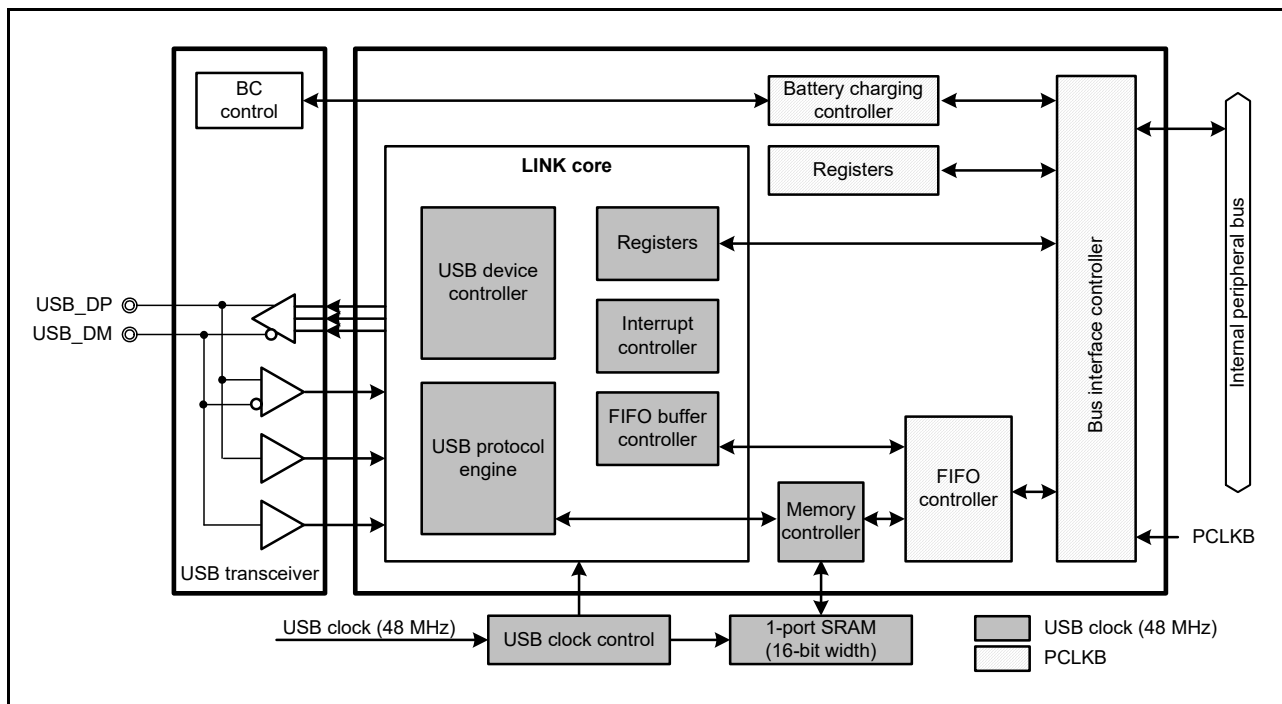 BC
control
Battery charging
controller
LINK core
Registers
USB device
controller
Registers
Interrupt
controller
USB_DP
USB_DM
FIFO buffer
controller
USB protocol
engine
FIFO
controller
Memory
controller
Bus interface controller
Internal peripheral bus
PCLKB
USB transceiver
USB clock (48 MHz)
USB clock control
1-port SRAM
(16-bit width)
USB clock (48 MHz)
PCLKB